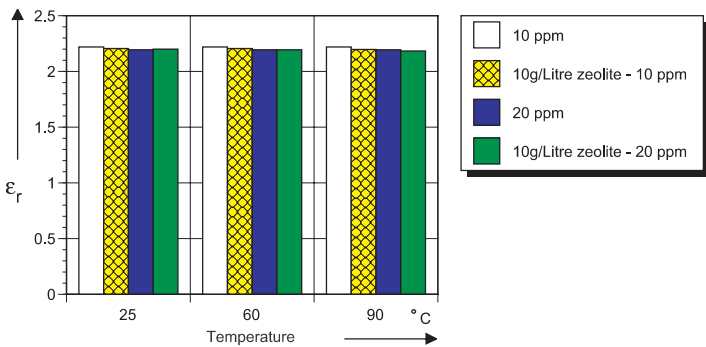 2.5
2
1.5
1
0.5
0
εr
25
60
90
°C
Temperature
10 ppm
10g/Litre zeolite - 10 ppm
20 ppm
10g/Litre zeolite - 20 ppm